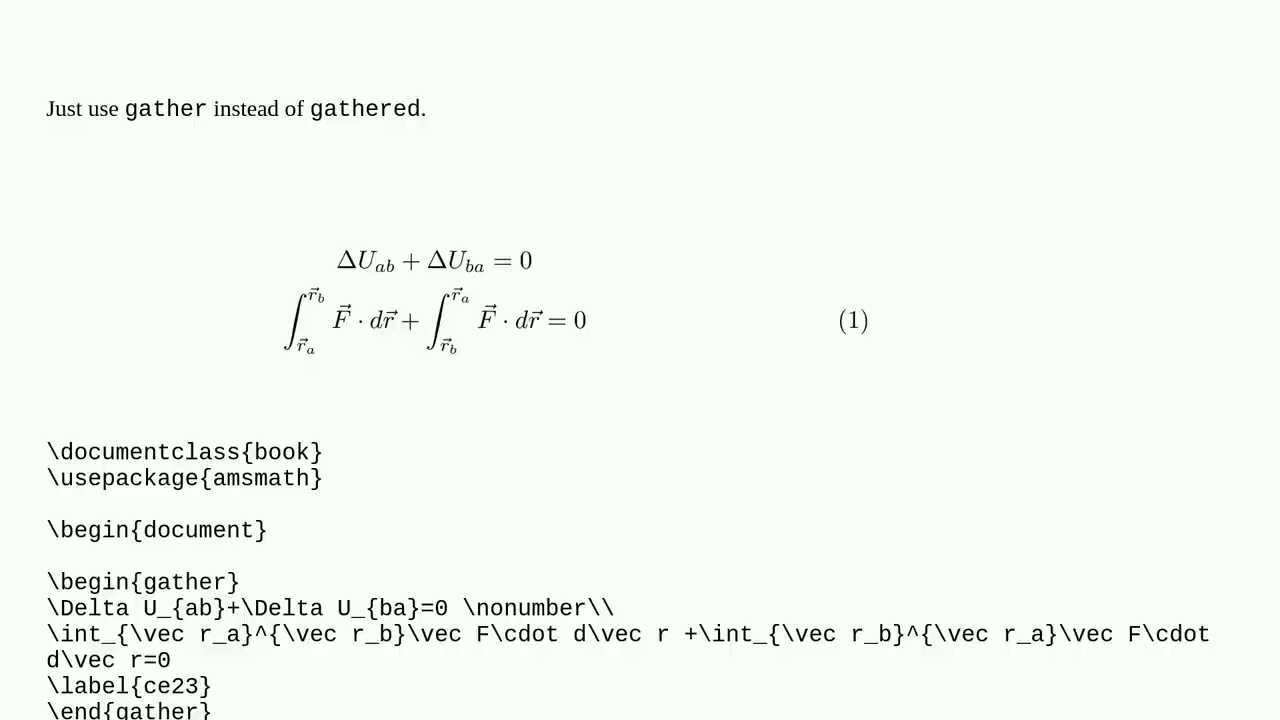 Just use gather instead of gathered.
ΔU_{ab} + ΔU_{ba} = 0
\int_{\vec r_a}^{\vec r_b} \vec F · d\vec r + \int_{\vec r_b}^{\vec r_a} \vec F · d\vec r = 0 (1)
\documentclass{book}
\usepackage{amsmath}
\begin{document}
\begin{gather}
\Delta U_{ab}+\Delta U_{ba}=0 \nonumber\\
\int_{\vec r_a}^{\vec r_b}\vec F\cdot d\vec r +\int_{\vec r_b}^{\vec r_a}\vec F\cdot
d\vec r=0
\label{ce23}
\end{gather}